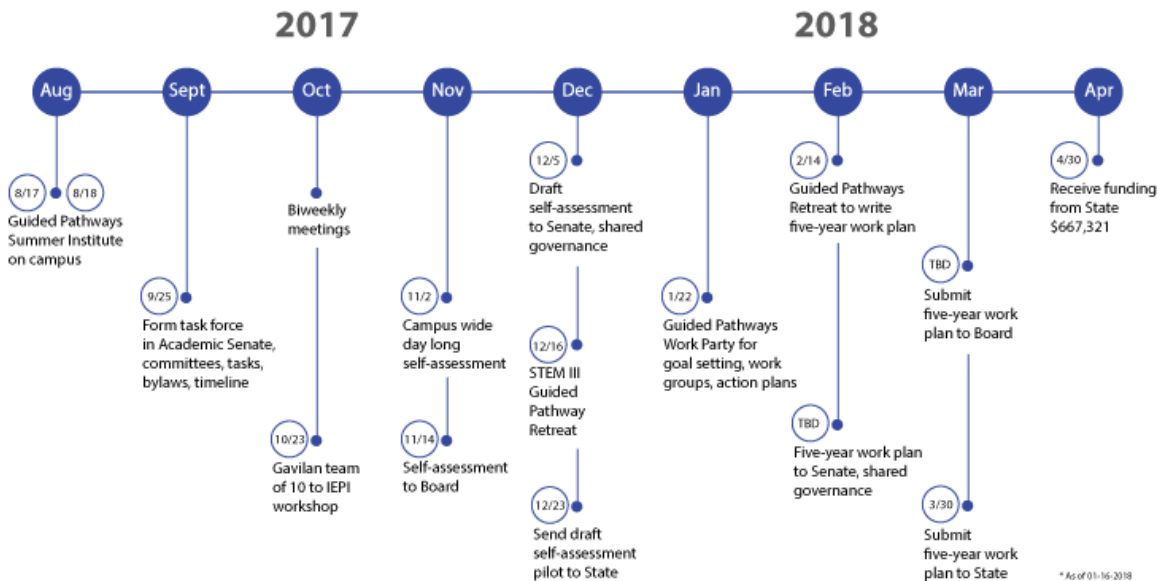 2017
2018
Aug
Sept
Oct
Nov
Dec
Jan
Feb
Mar
Apr
8/17
8/18
Guided Pathways
Summer Institute
on campus
9/25
Form task force
in Academic Senate,
committees, tasks,
bylaws, timeline
Biweekly
meetings
10/23
Gavilan team
of 10 to IEPI
workshop
11/2
Campus wide
day long
self-assessment
11/14
Self-assessment
to Board
12/5
Draft
self-assessment
to Senate, shared
governance
12/16
STEM III
Guided
Pathway
Retreat
12/23
Send draft
self-assessment
pilot to State
1/22
Guided Pathways
Work Party for
goal setting, work
groups, action plans
2/14
Guided Pathways
Retreat to write
five-year work plan
TBD
Five-year work plan
to Senate, shared
governance
TBD
Submit
five-year work
plan to Board
3/30
Submit
five-year work
plan to State
4/30
Receive funding
from State
$667,321
* As of 01-16-2018